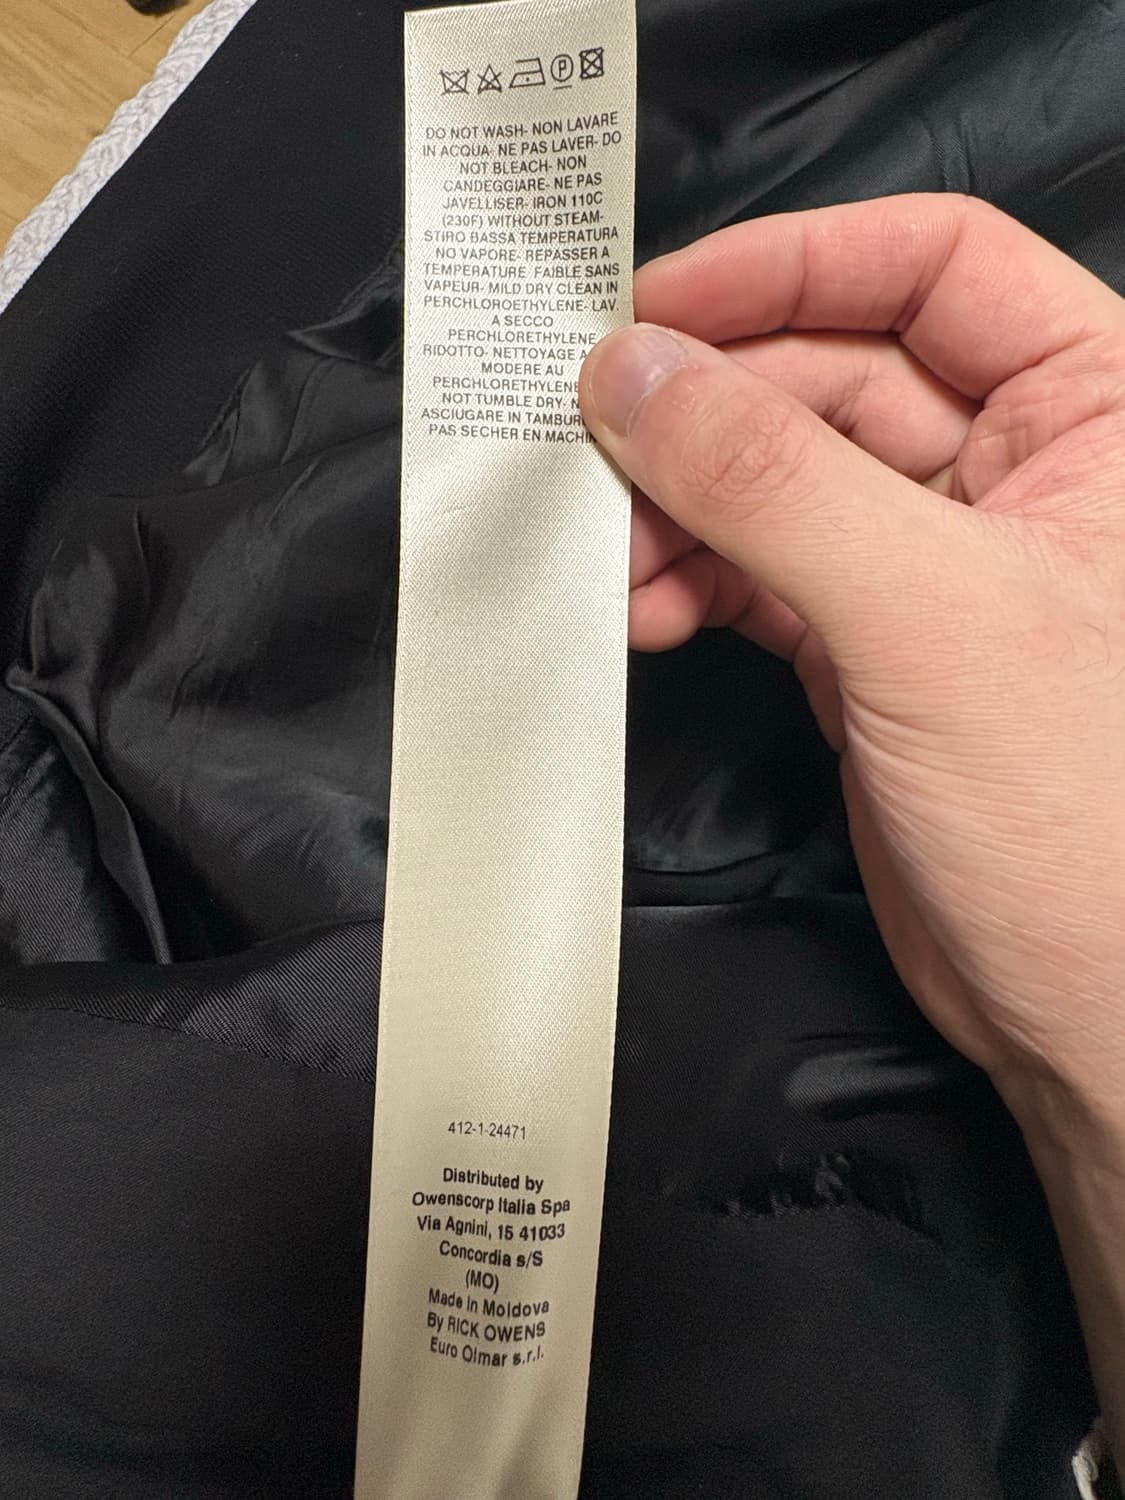 P
DO NOT WASH- NON LAVARE
IN ACQUA- NE PAS LAVER- DO
NOT BLEACH- NON
CANDEGGIARE- NE PAS
JAVELLISER- IRON 110C
(230F) WITHOUT STEAM-
STIRO BASSA TEMPERATURA
NO VAPORE- REPASSER A
TEMPERATURE FAIBLE SANS
VAPEUR- MILD DRY CLEAN IN
PERCHLOROETHYLENE- LAV.
A SECCO
PERCHLORETHYLENE
RIDOTTO- NETTOYAGE A
MODERE AU
PERCHLORETHYLENE
NOT TUMBLE DRY-
ASCIUGARE IN
PAS SECHER EN
412-1-24471
Distributed by
Owenscorp Italia Spa
Via Agnini, 15 41033
Concordia s/S
(MO)
Made in Moldova
By RICK OWENS
Euro Olmar s.r.l.